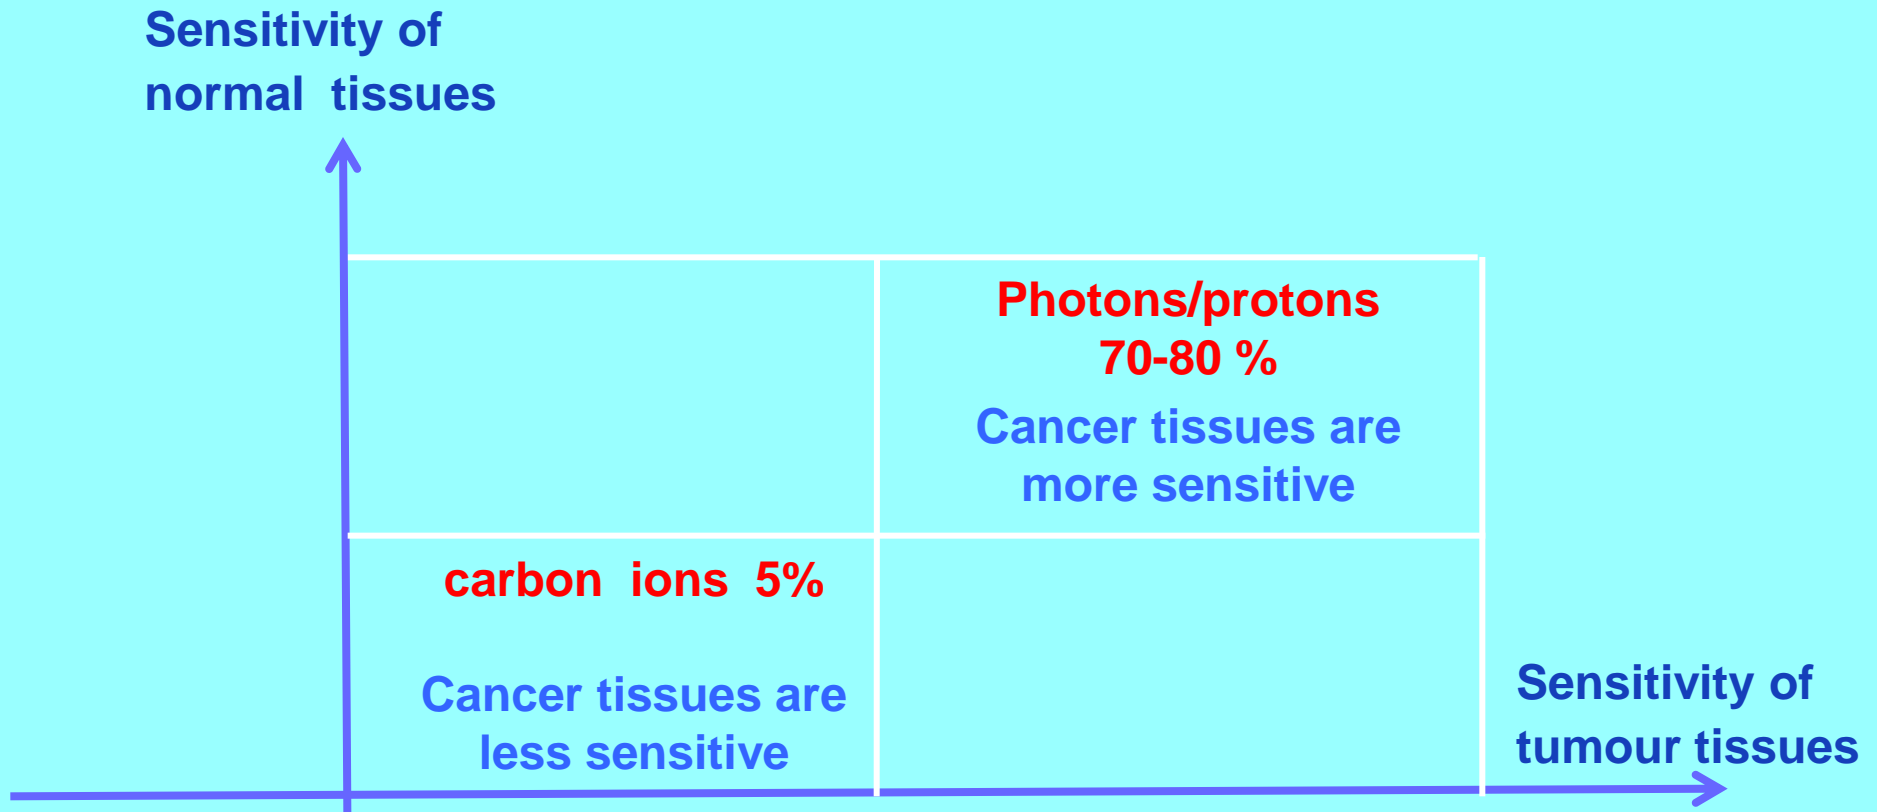 Sensitivity of
normal tissues
Photons/protons
70-80 %
Cancer tissues are
more sensitive
carbon ions 5%
Cancer tissues are
less sensitive
Sensitivity of
tumour tissues